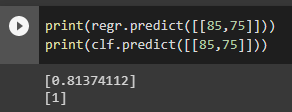 print(regr.predict([[85,75]]))
print(clf.predict([[85,75]]))
[0.81374112]
[1]